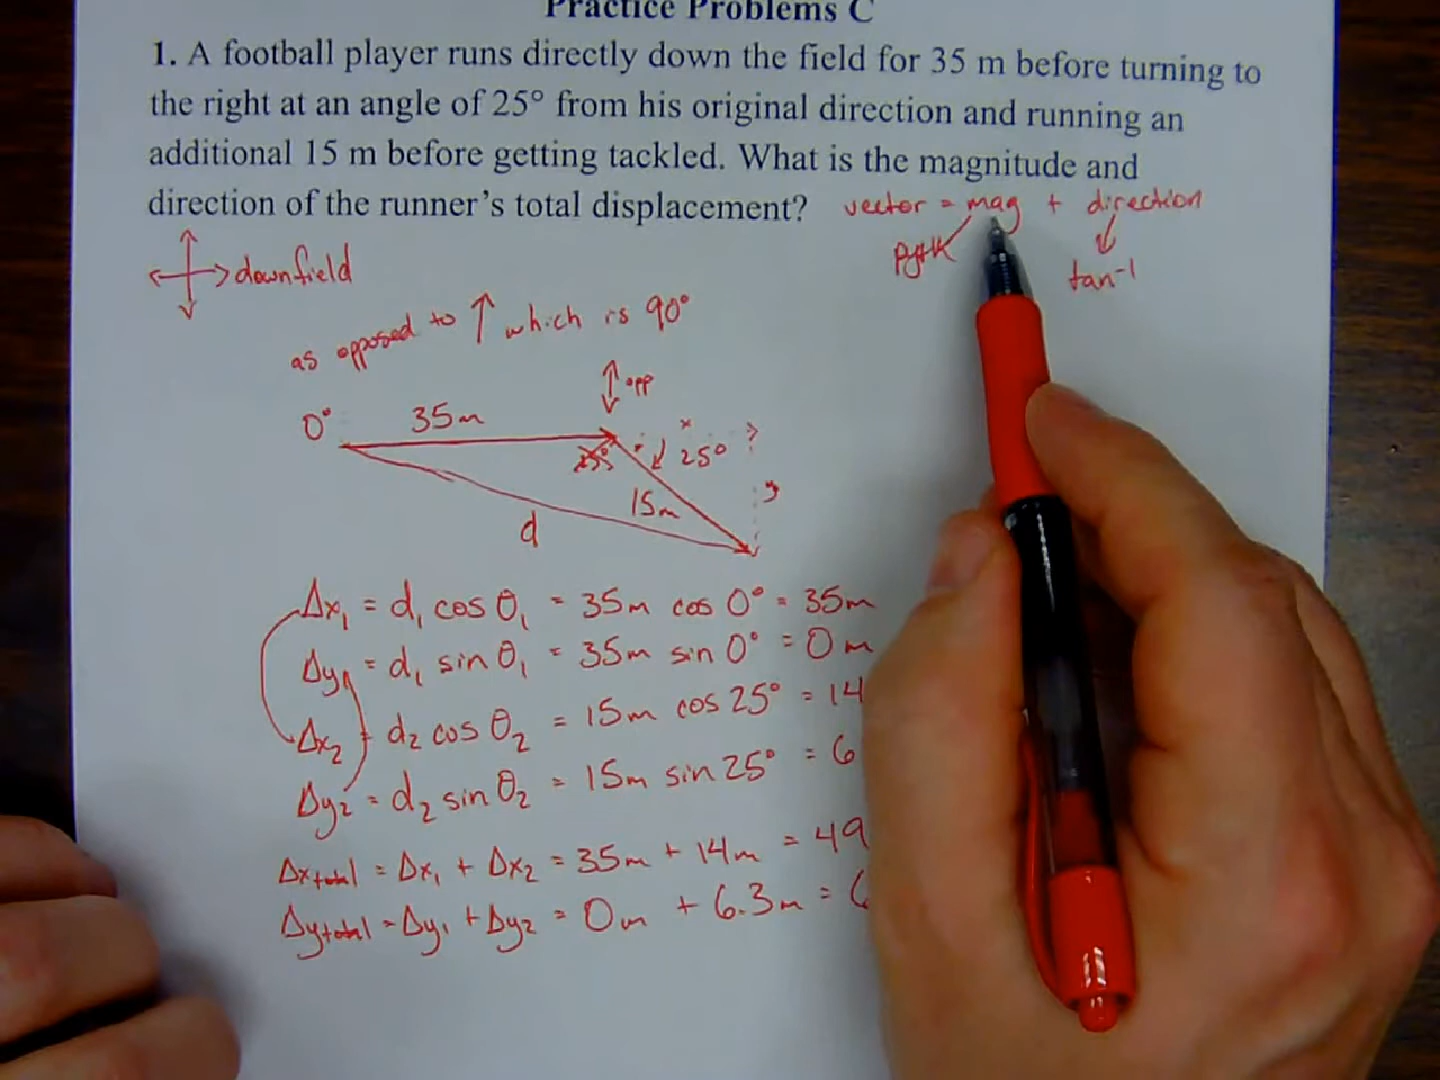 Practice Problems C
1. A football player runs directly down the field for 35 m before turning to
the right at an angle of 25° from his original direction and running an
additional 15 m before getting tackled. What is the magnitude and
direction of the runner's total displacement? vector = mag + direction
tan⁻¹
downfield
as opposed to ↑ which is 90°
opp
0° 35m
x ?
25°
15m y
d
Δx₁ = d₁ cos θ₁ = 35m cos 0° = 35m
Δy₁ = d₁ sin θ₁ = 35m sin 0° = 0m
Δx₂ d₂ cos θ₂ = 15m cos 25° = 14
Δy₂ = d₂ sin θ₂ = 15m sin 25° = 6
Δxtotal = Δx₁ + Δx₂ = 35m + 14m = 49
Δytotal = Δy₁ + Δy₂ = 0m + 6.3m =